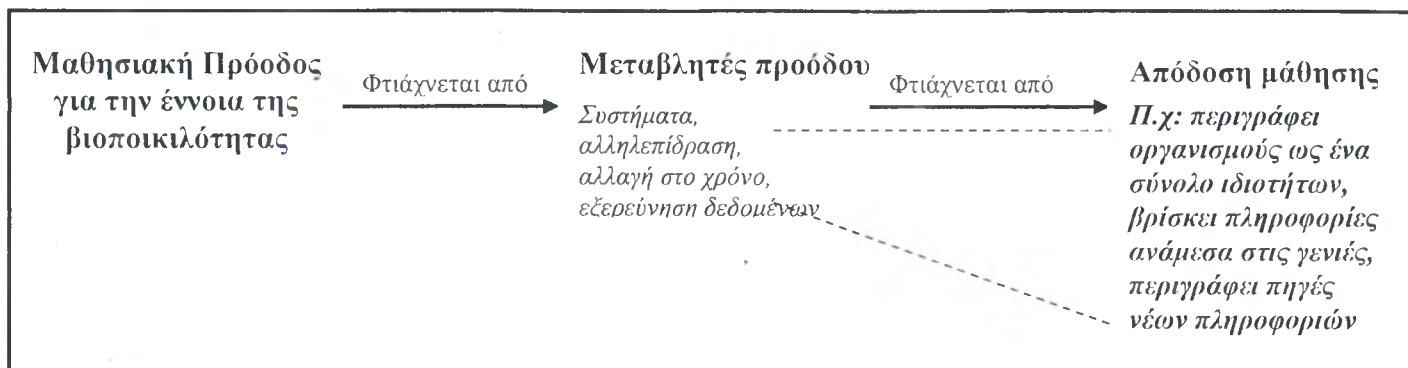 Μαθησιακή Πρόοδος
για την έννοια της
βιοποικιλότητας
Φτιάχνεται από
Μεταβλητές προόδου
Συστήματα,
αλληλεπίδραση,
αλλαγή στο χρόνο,
εξερεύνηση δεδομένων
Φτιάχνεται από
Απόδοση μάθησης
Π.χ: περιγράφει
οργανισμούς ως ένα
σύνολο ιδιοτήτων,
βρίσκει πληροφορίες
ανάμεσα στις γενιές,
περιγράφει πηγές
νέων πληροφοριών